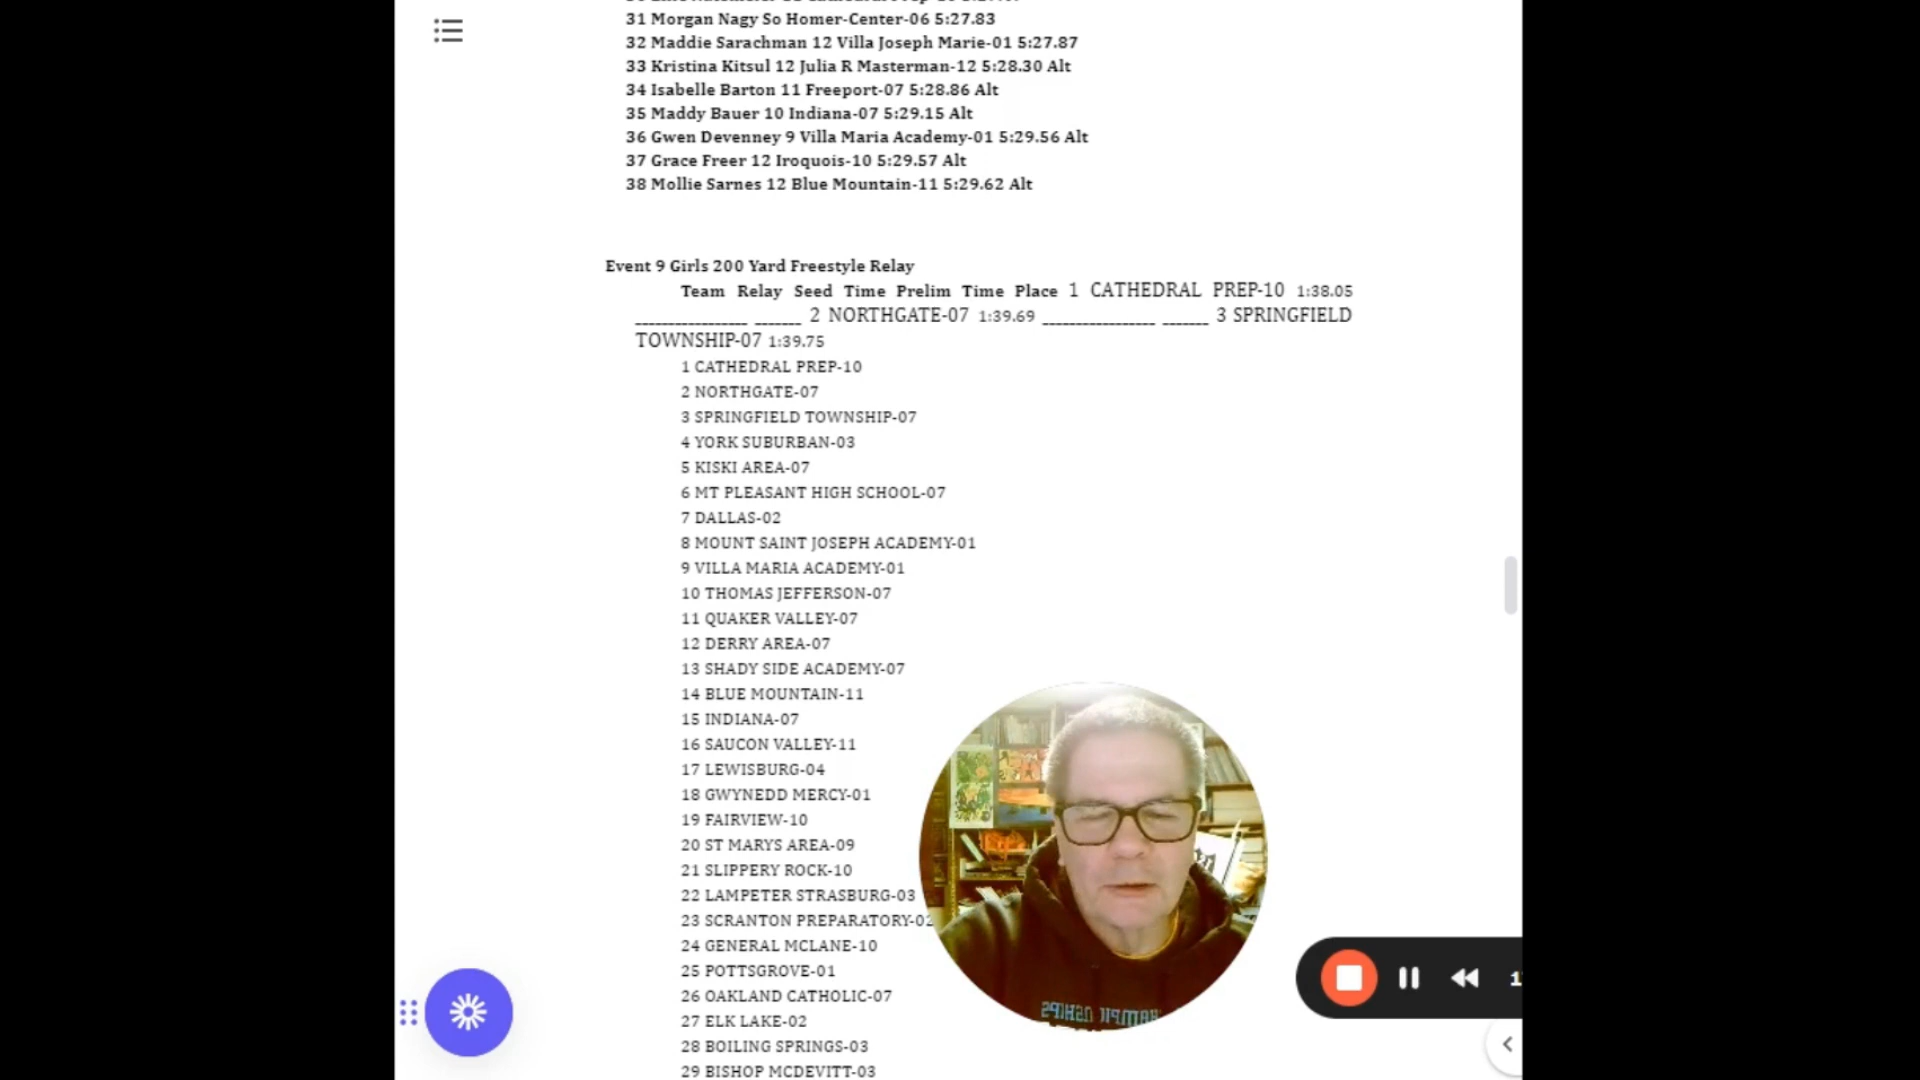 31 Morgan Nagy So Homer-Center-06 5:27.83
32 Maddie Sarachman 12 Villa Joseph Marie-01 5:27.87
33 Kristina Kitsul 12 Julia R Masterman-12 5:28.30 Alt
34 Isabelle Barton 11 Freeport-07 5:28.86 Alt
35 Maddy Bauer 10 Indiana-07 5:29.15 Alt
36 Gwen Devenney 9 Villa Maria Academy-01 5:29.56 Alt
37 Grace Freer 12 Iroquois-10 5:29.57 Alt
38 Mollie Sarnes 12 Blue Mountain-11 5:29.62 Alt
Event 9 Girls 200 Yard Freestyle Relay
Team Relay Seed Time Prelim Time Place 1 CATHEDRAL PREP-10 1:38.05
_________________ _______ 2 NORTHGATE-07 1:39.69 _________________ _______ 3 SPRINGFIELD
TOWNSHIP-07 1:39.75
1 CATHEDRAL PREP-10
2 NORTHGATE-07
3 SPRINGFIELD TOWNSHIP-07
4 YORK SUBURBAN-03
5 KISKI AREA-07
6 MT PLEASANT HIGH SCHOOL-07
7 DALLAS-02
8 MOUNT SAINT JOSEPH ACADEMY-01
9 VILLA MARIA ACADEMY-01
10 THOMAS JEFFERSON-07
11 QUAKER VALLEY-07
12 DERRY AREA-07
13 SHADY SIDE ACADEMY-07
14 BLUE MOUNTAIN-11
15 INDIANA-07
16 SAUCON VALLEY-11
17 LEWISBURG-04
18 GWYNEDD MERCY-01
19 FAIRVIEW-10
20 ST MARYS AREA-09
21 SLIPPERY ROCK-10
22 LAMPETER STRASBURG-03
23 SCRANTON PREPARATORY-02
24 GENERAL MCLANE-10
25 POTTSGROVE-01
26 OAKLAND CATHOLIC-07
27 ELK LAKE-02
28 BOILING SPRINGS-03
29 BISHOP MCDEVITT-03